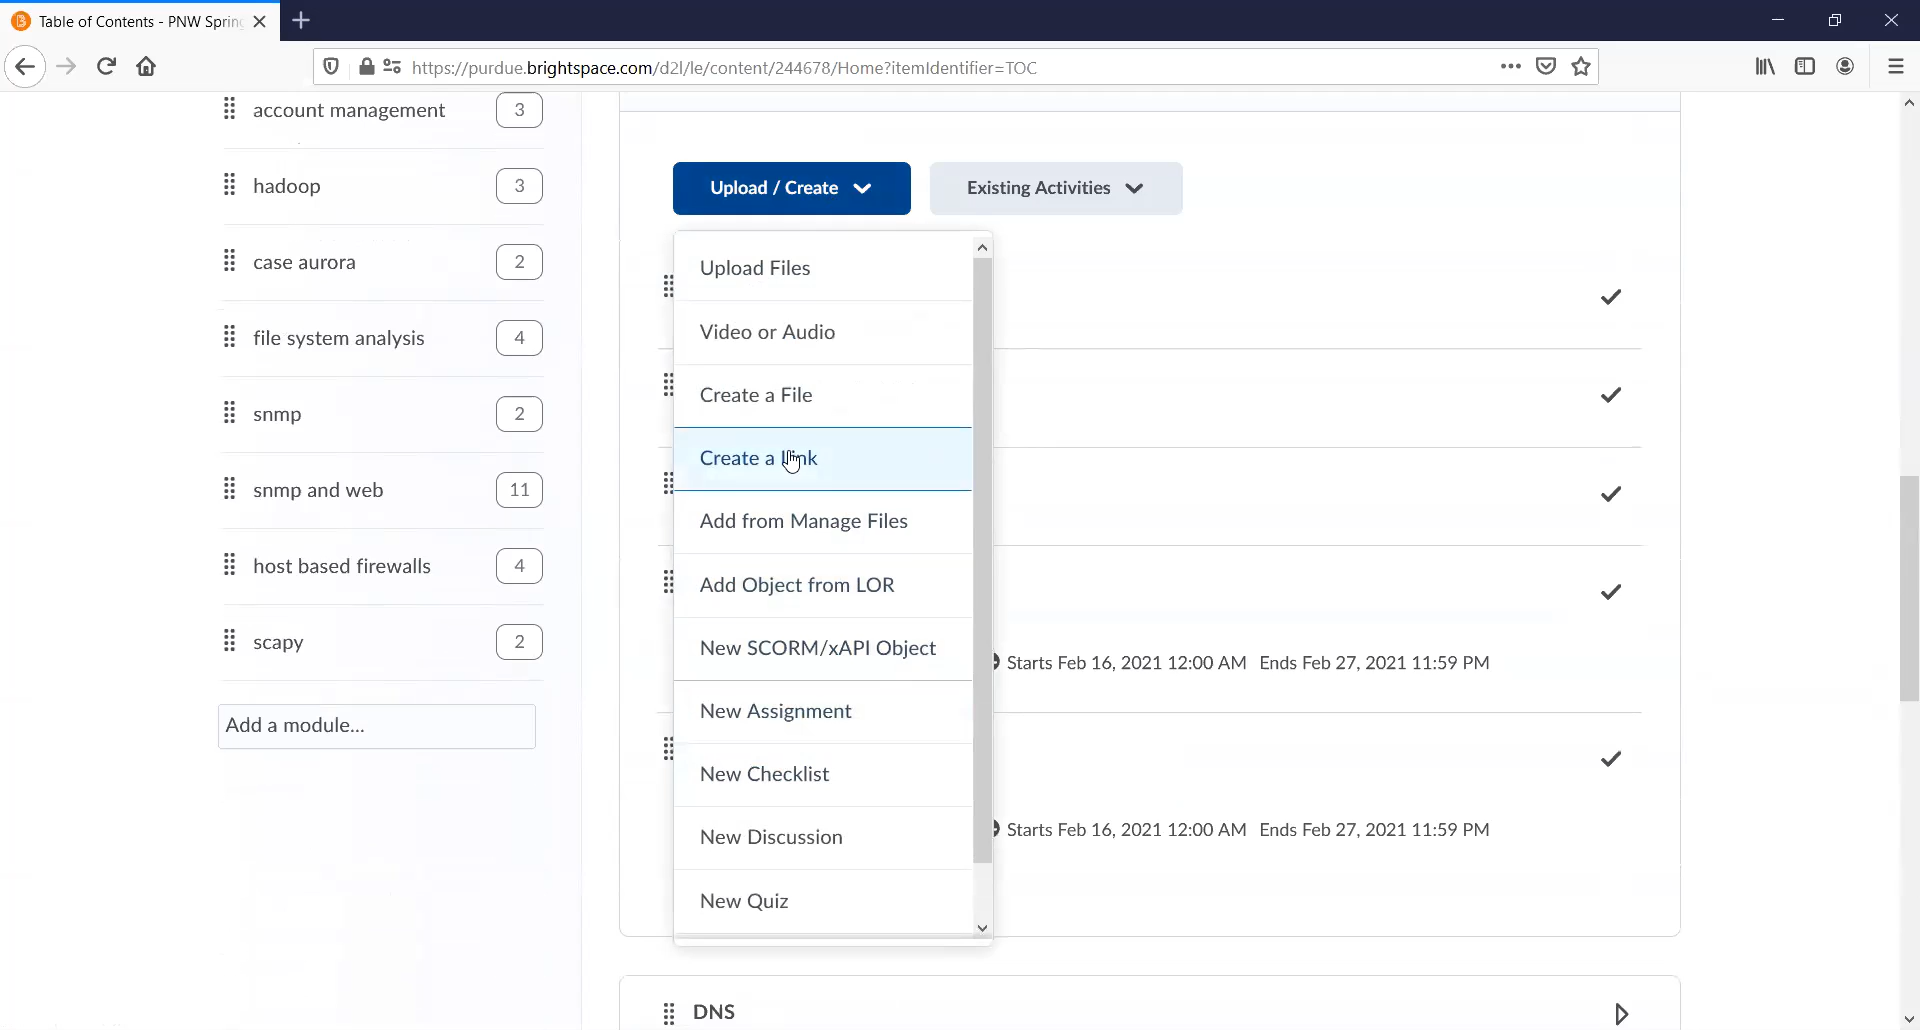 Table of Contents - PNW Spring
https://purdue.brightspace.com/d2l/le/content/244678/Home?itemIdentifier=TOC
account management 3
hadoop 3
case aurora 2
file system analysis 4
snmp 2
snmp and web 11
host based firewalls 4
scapy 2
Add a module...
Upload / Create
Existing Activities
Upload Files
Video or Audio
Create a File
Create a Link
Add from Manage Files
Add Object from LOR
New SCORM/xAPI Object
New Assignment
New Checklist
New Discussion
New Quiz
Starts Feb 16, 2021 12:00 AM Ends Feb 27, 2021 11:59 PM
Starts Feb 16, 2021 12:00 AM Ends Feb 27, 2021 11:59 PM
DNS